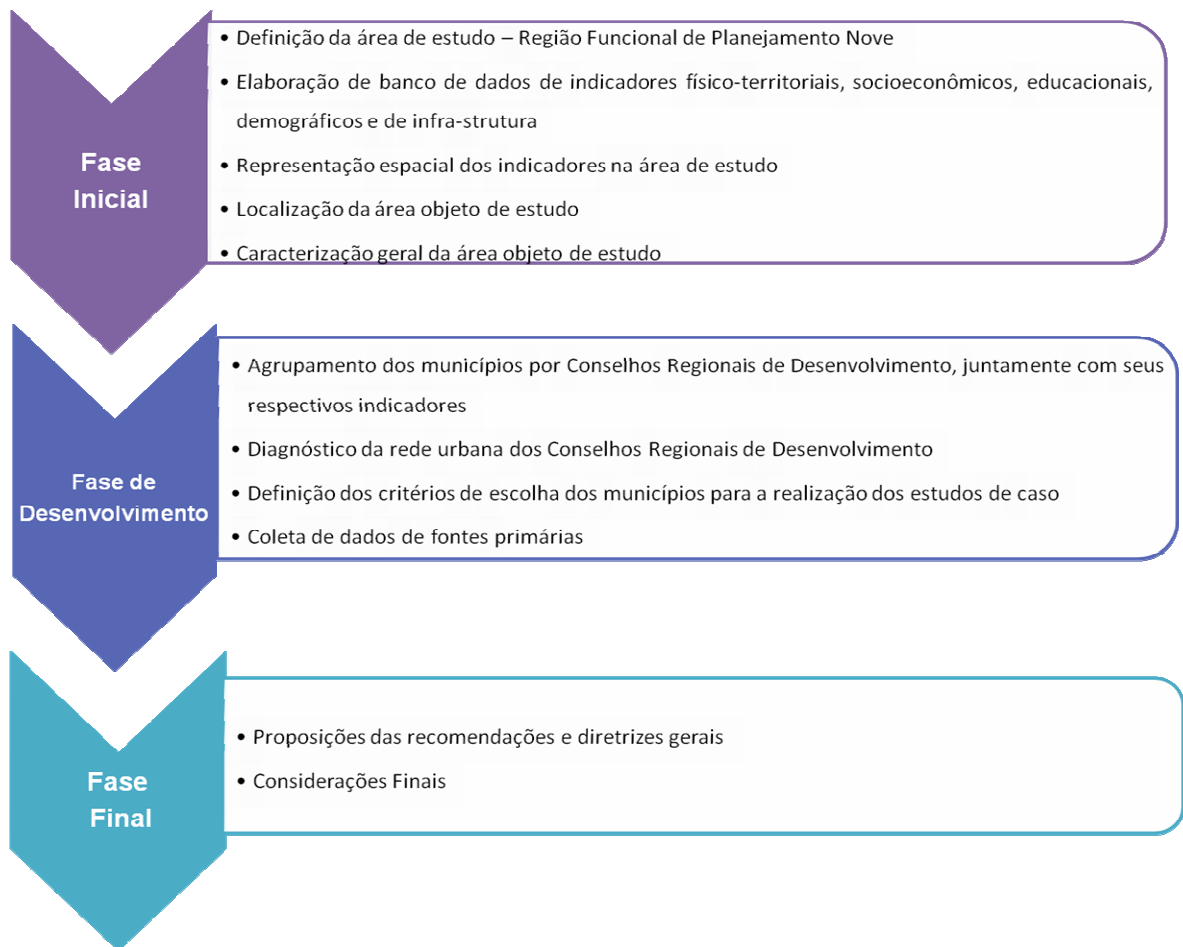 Fase
Inicial
• Definição da área de estudo – Região Funcional de Planejamento Nove
• Elaboração de banco de dados de indicadores físico-territoriais, socioeconômicos, educacionais,
demográficos e de infra-strutura
• Representação espacial dos indicadores na área de estudo
• Localização da área objeto de estudo
• Caracterização geral da área objeto de estudo
Fase de
Desenvolvimento
• Agrupamento dos municípios por Conselhos Regionais de Desenvolvimento, juntamente com seus
respectivos indicadores
• Diagnóstico da rede urbana dos Conselhos Regionais de Desenvolvimento
• Definição dos critérios de escolha dos municípios para a realização dos estudos de caso
• Coleta de dados de fontes primárias
Fase
Final
• Proposições das recomendações e diretrizes gerais
• Considerações Finais